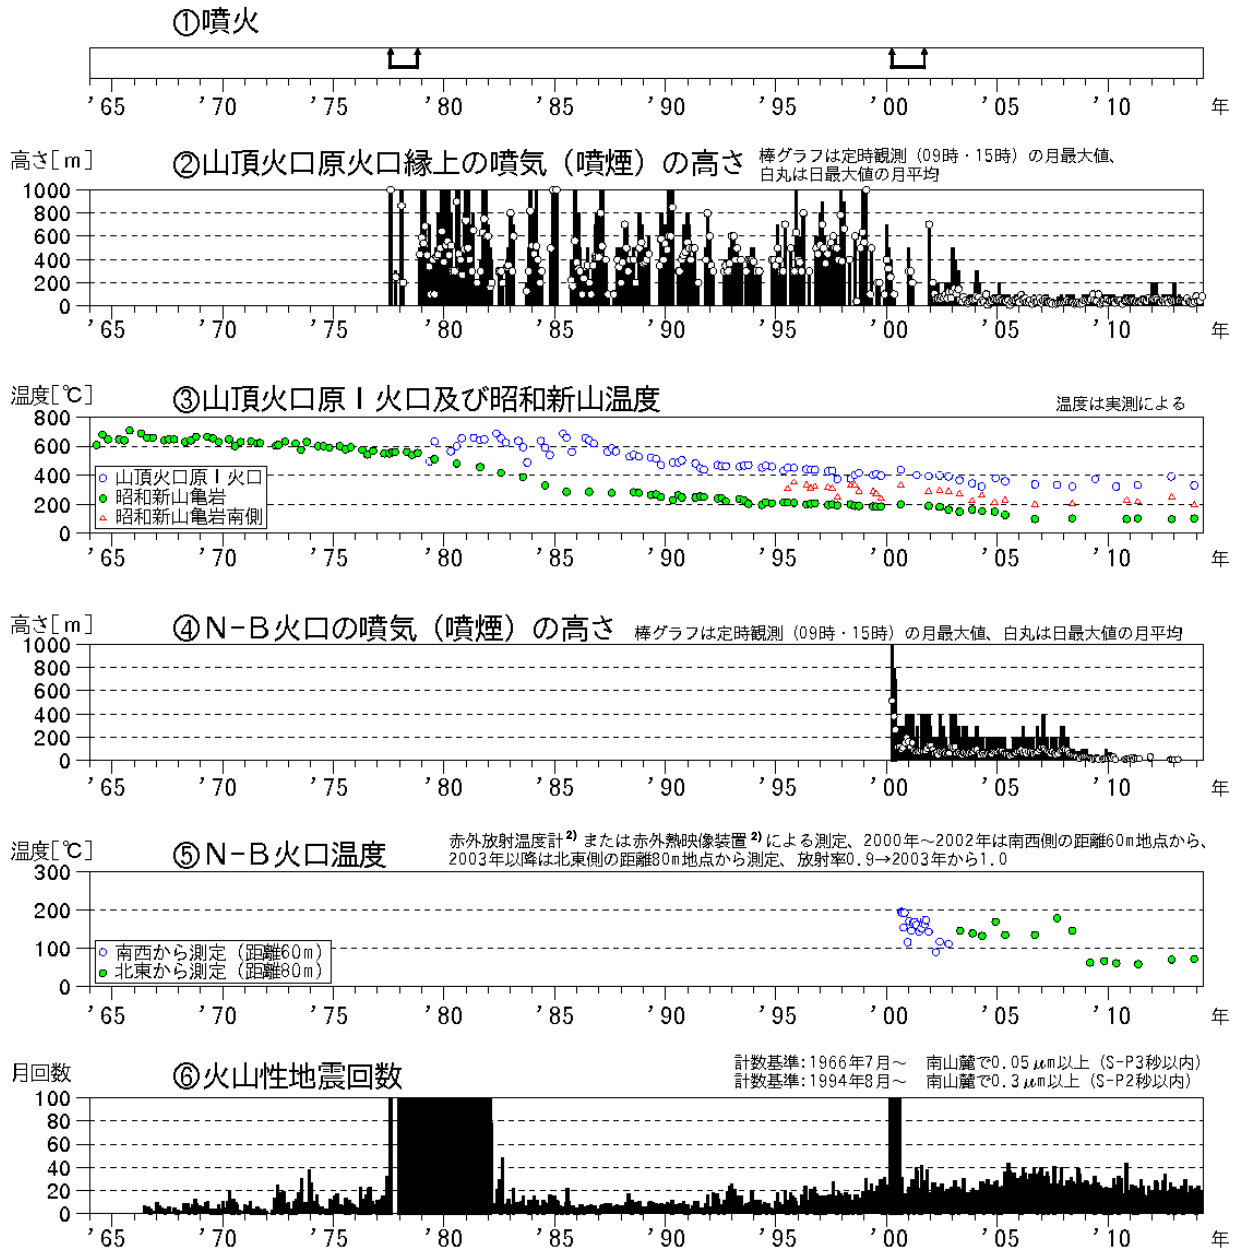 ①噴火
'65 '70 '75 '80 '85 '90 '95 '00 '05 '10 年
高さ[m]
②山頂火口原火口縁上の噴気（噴煙）の高さ
棒グラフは定時観測（09時・15時）の月最大値、
白丸は日最大値の月平均
1000
800
600
400
200
0
'65 '70 '75 '80 '85 '90 '95 '00 '05 '10 年
温度[℃]
③山頂火口原Ｉ火口及び昭和新山温度
温度は実測による
800
600
400
200
0
山頂火口原Ｉ火口
昭和新山亀岩
昭和新山亀岩南側
'65 '70 '75 '80 '85 '90 '95 '00 '05 '10 年
高さ[m]
④N-B火口の噴気（噴煙）の高さ
棒グラフは定時観測（09時・15時）の月最大値、白丸は日最大値の月平均
1000
800
600
400
200
0
'65 '70 '75 '80 '85 '90 '95 '00 '05 '10 年
温度[℃]
⑤N-B火口温度
赤外放射温度計2) または赤外熱映像装置2)による測定、2000年～2002年は南西側の距離60m地点から、
2003年以降は北東側の距離80m地点から測定、放射率0.9→2003年から1.0
300
200
100
0
南西から測定（距離60m）
北東から測定（距離80m）
'65 '70 '75 '80 '85 '90 '95 '00 '05 '10 年
月回数
⑥火山性地震回数
計数基準:1966年7月～ 南山麓で0.05μm以上（S-P3秒以内）
計数基準:1994年8月～ 南山麓で0.3μm以上（S-P2秒以内）
100
80
60
40
20
0
'65 '70 '75 '80 '85 '90 '95 '00 '05 '10 年